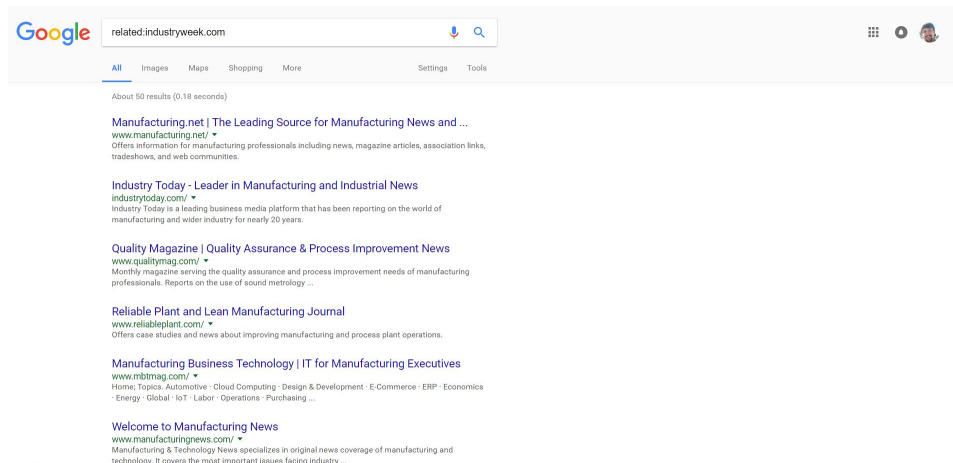 Google
related:industryweek.com
All Images Maps Shopping More Settings Tools
About 50 results (0.18 seconds)
Manufacturing.net | The Leading Source for Manufacturing News and ...
www.manufacturing.net/
Offers information for manufacturing professionals including news, magazine articles, association links,
tradeshows, and web communities.
Industry Today - Leader in Manufacturing and Industrial News
industrytoday.com/
Industry Today is a leading business media platform that has been reporting on the world of
manufacturing and wider industry for nearly 20 years.
Quality Magazine | Quality Assurance & Process Improvement News
www.qualitymag.com/
Monthly magazine serving the quality assurance and process improvement needs of manufacturing
professionals. Reports on the use of sound metrology ...
Reliable Plant and Lean Manufacturing Journal
www.reliableplant.com/
Offers case studies and news about improving manufacturing and process plant operations.
Manufacturing Business Technology | IT for Manufacturing Executives
www.mbtmag.com/
Home; Topics. Automotive · Cloud Computing · Design & Development · E-Commerce · ERP · Economics
· Energy · Global · IoT · Labor · Operations · Purchasing ...
Welcome to Manufacturing News
www.manufacturingnews.com/
Manufacturing & Technology News specializes in original news coverage of manufacturing and
technology. It covers the most important issues facing industry ...